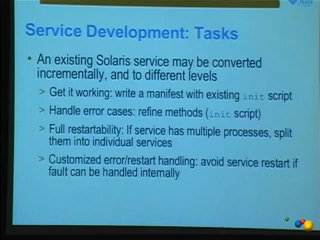 Service Development: Tasks
• An existing Solaris service may be converted
incrementally, and to different levels
> Get it working: write a manifest with existing init script
> Handle error cases: refine methods (init script)
> Full restartability: If service has multiple processes, split
them into individual services
> Customized error/restart handling: avoid service restart if
fault can be handled internally